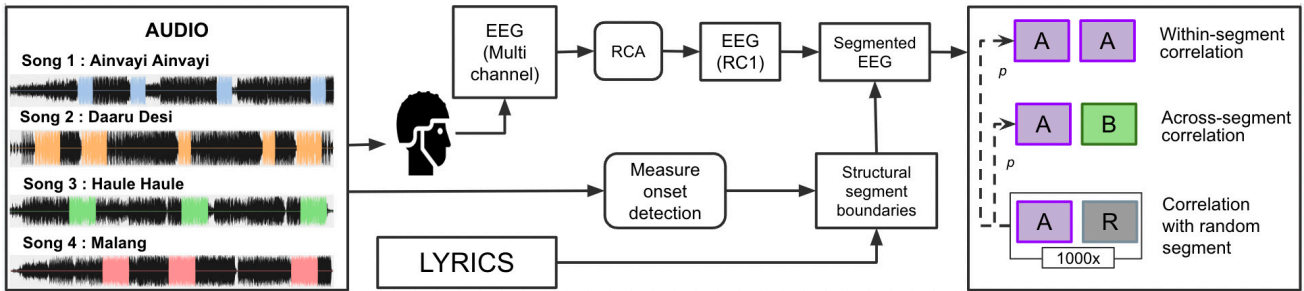 AUDIO
Song 1 : Ainvayi Ainvayi
Song 2 : Daaru Desi
Song 3 : Haule Haule
Song 4 : Malang
EEG
(Multi
channel)
RCA
EEG
(RC1)
Segmented
EEG
Measure
onset
detection
Structural
segment
boundaries
LYRICS
A
A
Within-segment
correlation
p
A
B
Across-segment
correlation
p
A
R
Correlation
with random
segment
1000x